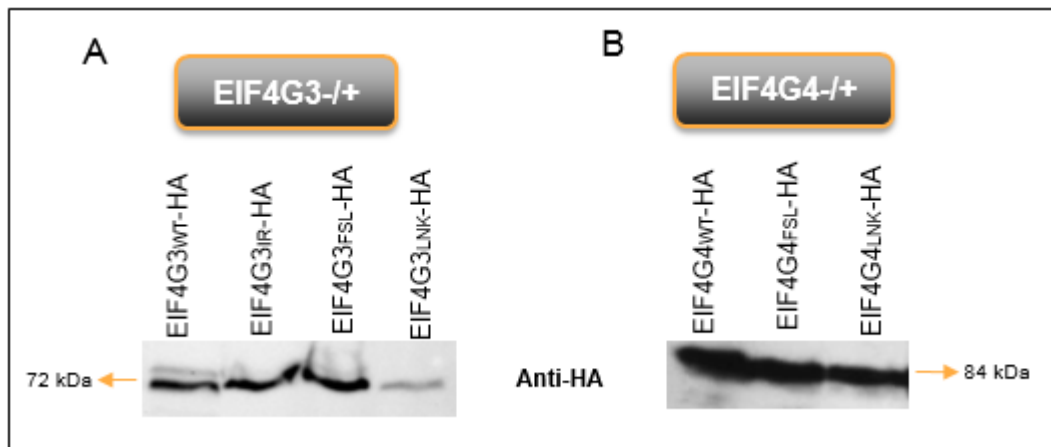 A
EIF4G3-/+
EIF4G3WT-HA
EIF4G3IR-HA
EIF4G3FSL-HA
EIF4G3LNK-HA
72 kDa
Anti-HA
B
EIF4G4-/+
EIF4G4WT-HA
EIF4G4FSL-HA
EIF4G4LNK-HA
84 kDa